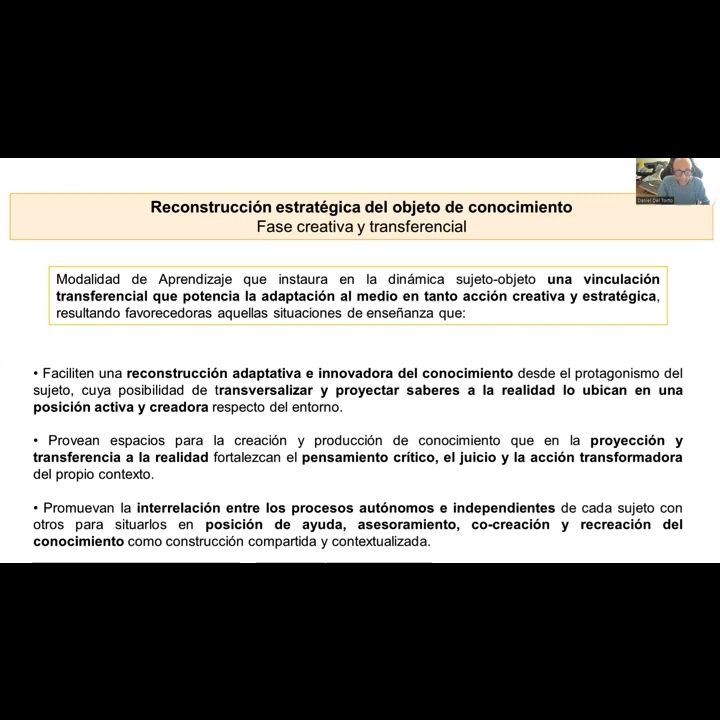 Daniel Del Torto
Reconstrucción estratégica del objeto de conocimiento
Fase creativa y transferencial
Modalidad de Aprendizaje que instaura en la dinámica sujeto-objeto una vinculación
transferencial que potencia la adaptación al medio en tanto acción creativa y estratégica,
resultando favorecedoras aquellas situaciones de enseñanza que:
• Faciliten una reconstrucción adaptativa e innovadora del conocimiento desde el protagonismo del
sujeto, cuya posibilidad de transversalizar y proyectar saberes a la realidad lo ubican en una
posición activa y creadora respecto del entorno.
• Provean espacios para la creación y producción de conocimiento que en la proyección y
transferencia a la realidad fortalezcan el pensamiento crítico, el juicio y la acción transformadora
del propio contexto.
• Promuevan la interrelación entre los procesos autónomos e independientes de cada sujeto con
otros para situarlos en posición de ayuda, asesoramiento, co-creación y recreación del
conocimiento como construcción compartida y contextualizada.